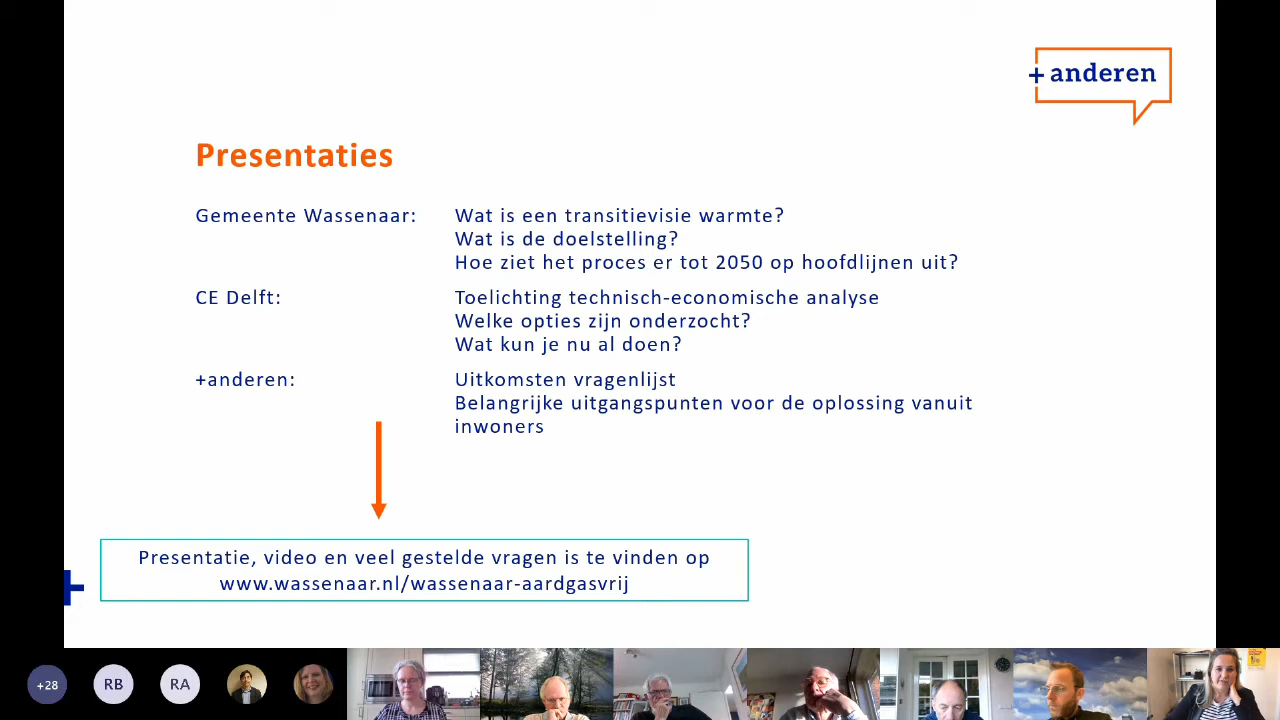 + anderen
Presentaties
Gemeente Wassenaar: Wat is een transitievisie warmte?
Wat is de doelstelling?
Hoe ziet het proces er tot 2050 op hoofdlijnen uit?
CE Delft: Toelichting technisch-economische analyse
Welke opties zijn onderzocht?
Wat kun je nu al doen?
+anderen: Uitkomsten vragenlijst
Belangrijke uitgangspunten voor de oplossing vanuit
inwoners
Presentatie, video en veel gestelde vragen is te vinden op
www.wassenaar.nl/wassenaar-aardgasvrij
+28 RB RA